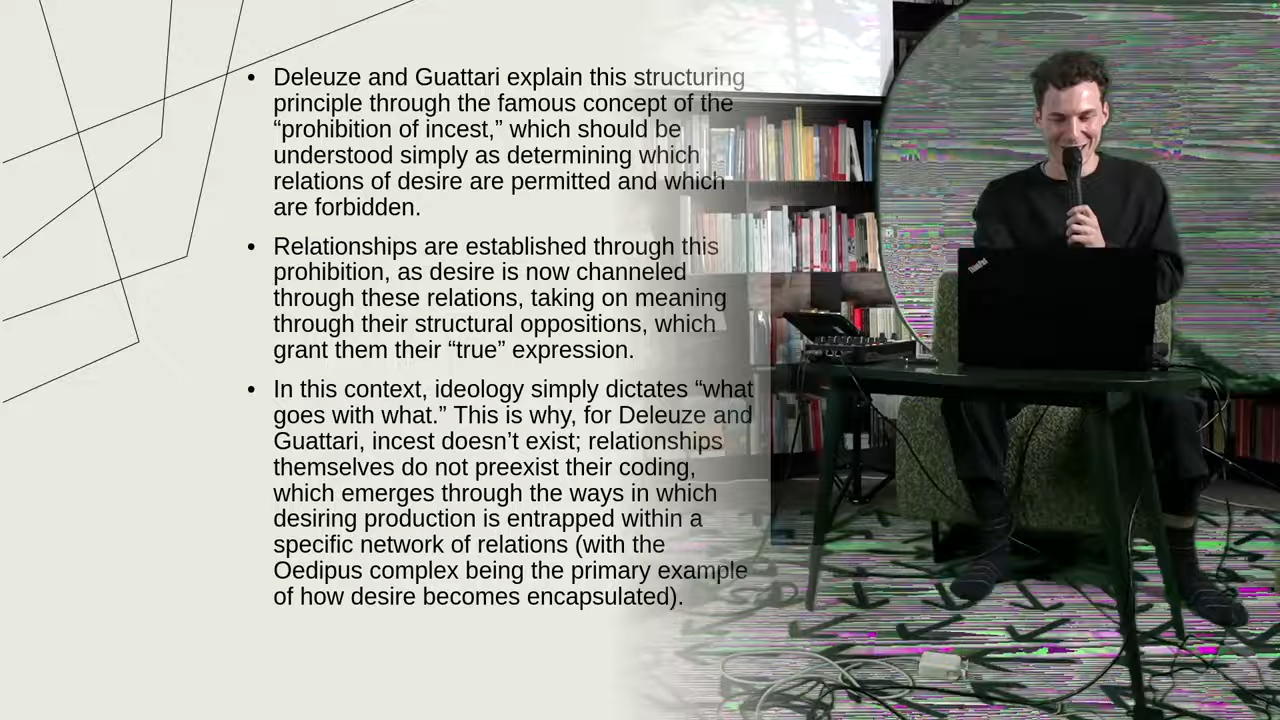 • Deleuze and Guattari explain this structuring
principle through the famous concept of the
“prohibition of incest,” which should be
understood simply as determining which
relations of desire are permitted and which
are forbidden.
• Relationships are established through this
prohibition, as desire is now channeled
through these relations, taking on meaning
through their structural oppositions, which
grant them their “true” expression.
• In this context, ideology simply dictates “what
goes with what.” This is why, for Deleuze and
Guattari, incest doesn’t exist; relationships
themselves do not preexist their coding,
which emerges through the ways in which
desiring production is entrapped within a
specific network of relations (with the
Oedipus complex being the primary example
of how desire becomes encapsulated).
ThinkPad